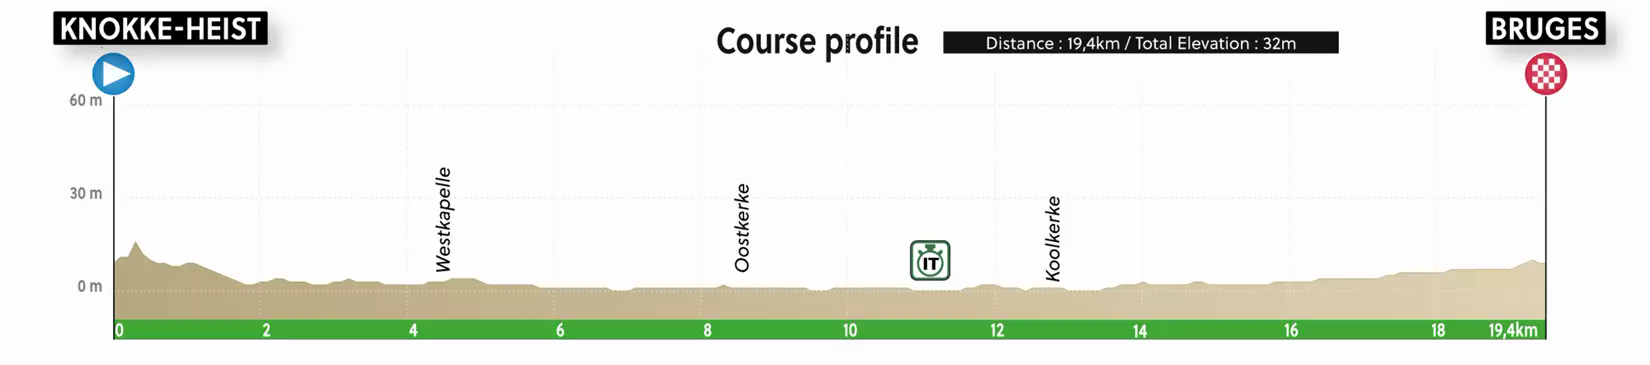 KNOKKE-HEIST
BRUGES
Course profile
Distance : 19,4km / Total Elevation : 32m
60 m
30 m
0 m
Westkapelle
Oostkerke
IT
Koolkerke
0 2 4 6 8 10 12 14 16 18 19,4km